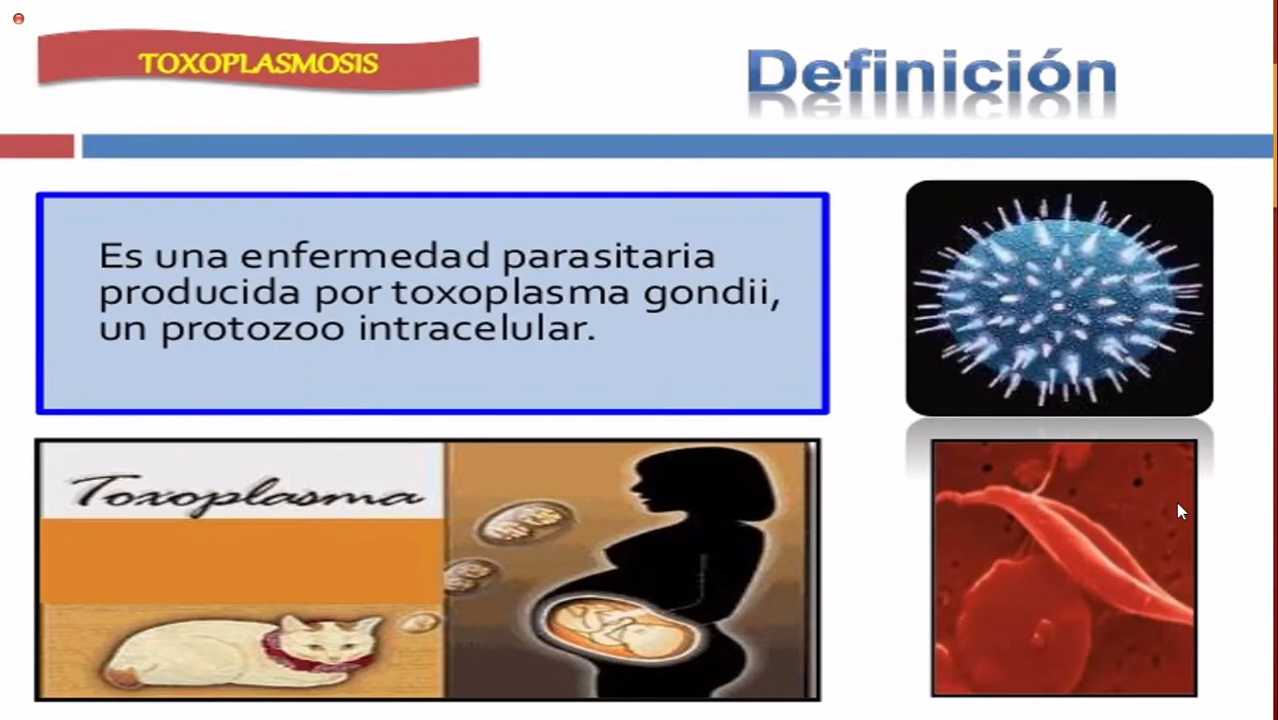 TOXOPLASMOSIS
Definición
Es una enfermedad parasitaria
producida por toxoplasma gondii,
un protozoo intracelular.
Toxoplasma